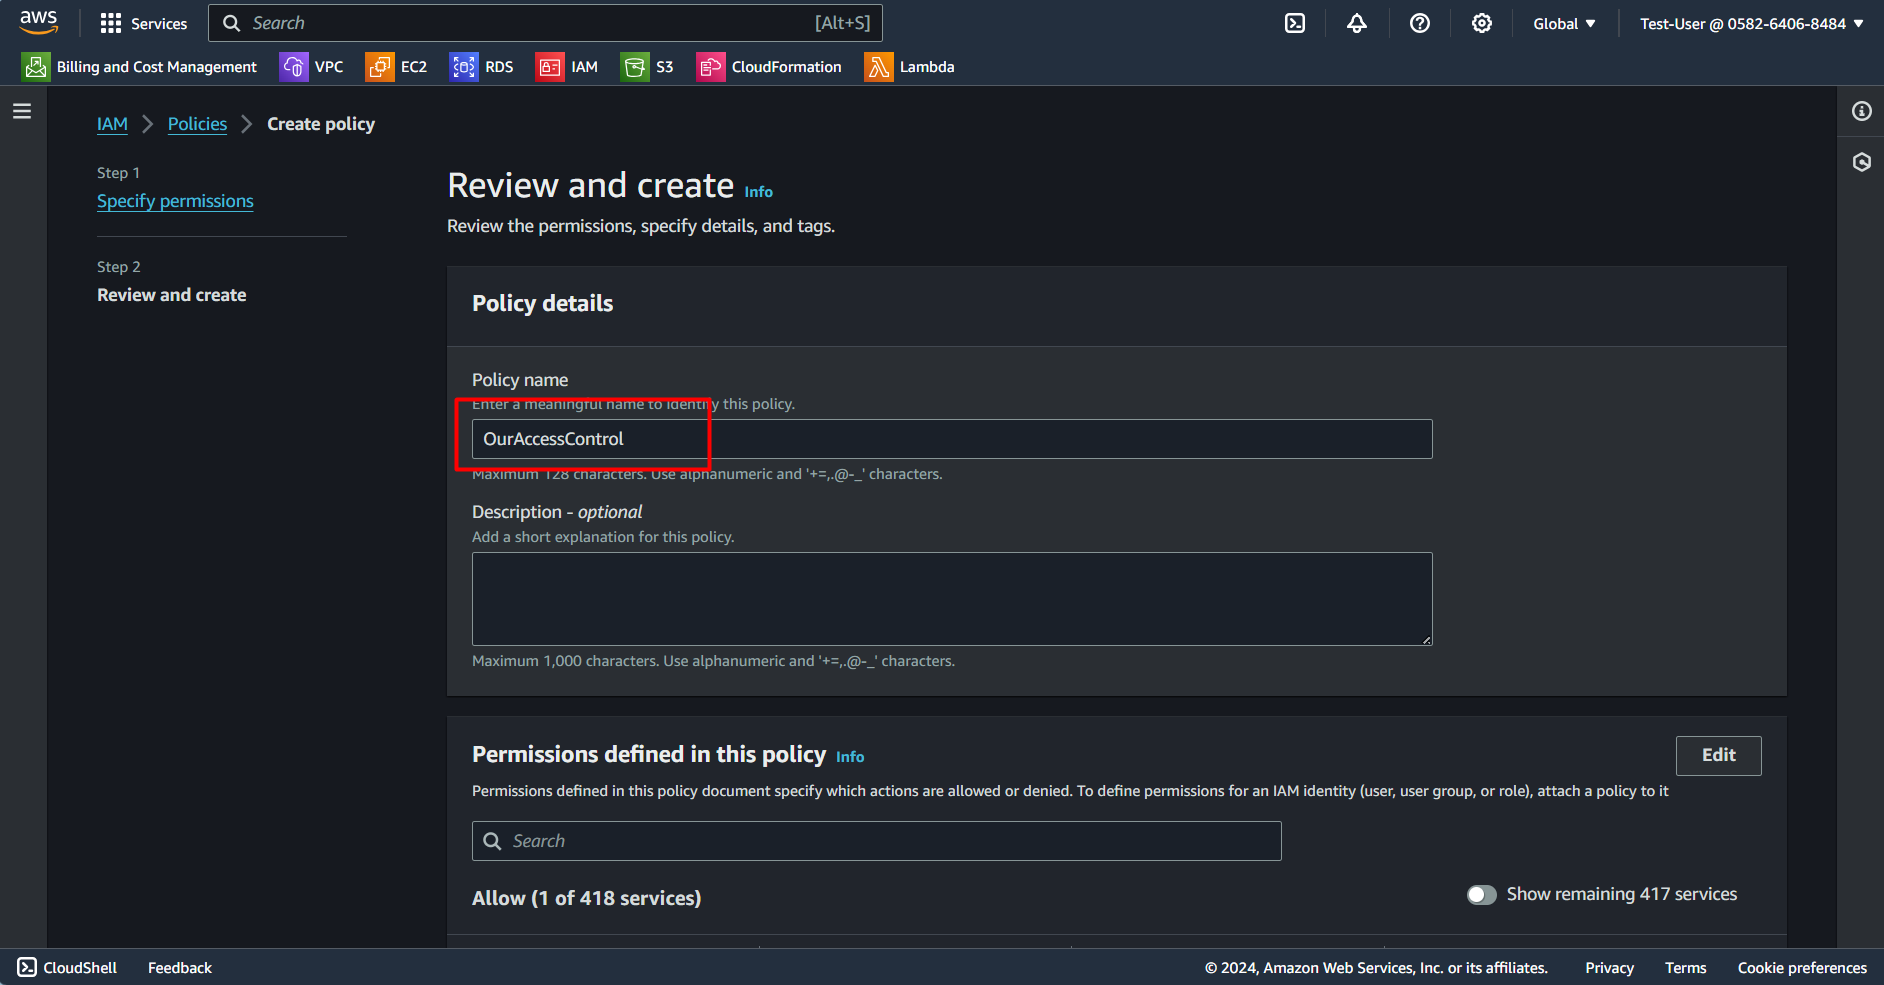 aws Services Search [Alt+S] Global Test-User @ 0582-6406-8484
Billing and Cost Management VPC EC2 RDS IAM S3 CloudFormation Lambda
IAM Policies Create policy
Step 1
Specify permissions
Step 2
Review and create
Review and create Info
Review the permissions, specify details, and tags.
Policy details
Policy name
Enter a meaningful name to identify this policy.
OurAccessControl
Maximum 128 characters. Use alphanumeric and '+=,.@-_' characters.
Description - optional
Add a short explanation for this policy.
Maximum 1,000 characters. Use alphanumeric and '+=,.@-_' characters.
Permissions defined in this policy Info
Edit
Permissions defined in this policy document specify which actions are allowed or denied. To define permissions for an IAM identity (user, user group, or role), attach a policy to it
Search
Allow (1 of 418 services)
Show remaining 417 services
CloudShell Feedback © 2024, Amazon Web Services, Inc. or its affiliates. Privacy Terms Cookie preferences